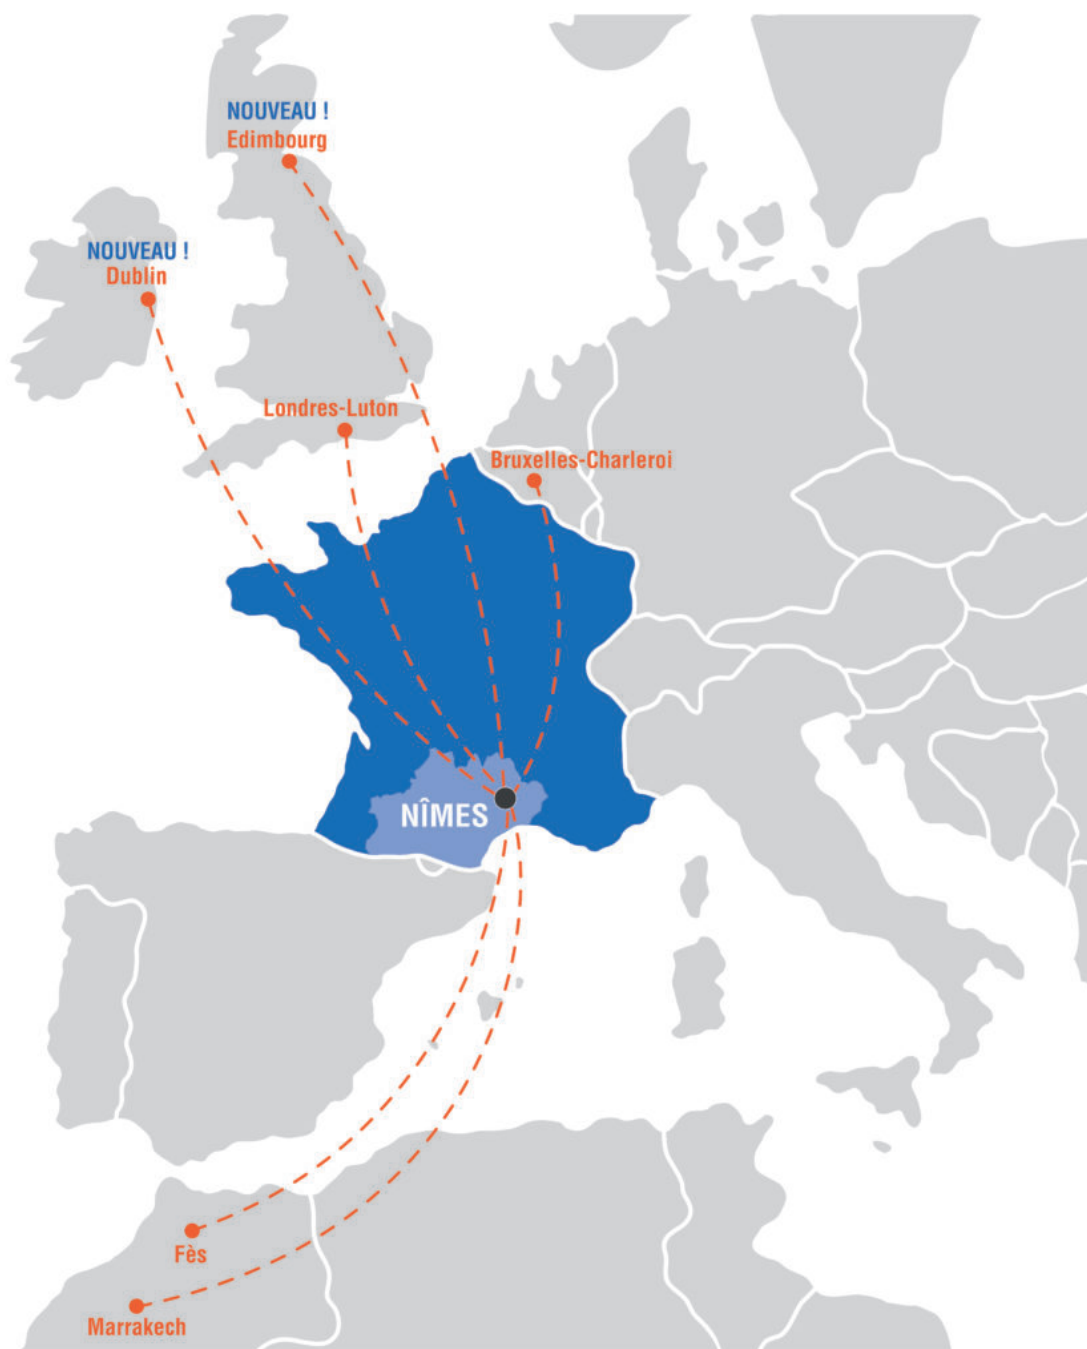 NOUVEAU !
Edimbourg
NOUVEAU !
Dublin
Londres-Luton
Bruxelles-Charleroi
NÎMES
Fès
Marrakech